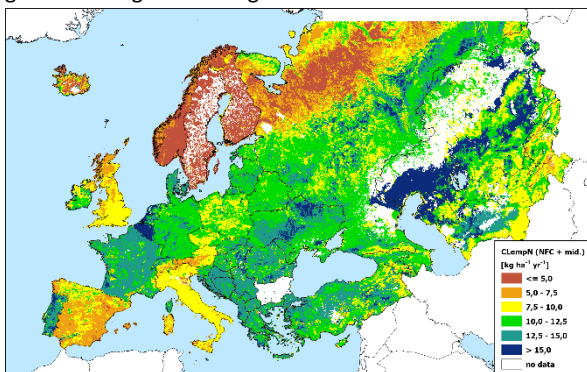 CLempN (NFC + mid.)
[kg ha⁻¹ yr⁻¹]
<= 5,0
5,0 - 7,5
7,5 - 10,0
10,0 - 12,5
12,5 - 15,0
> 15,0
no data